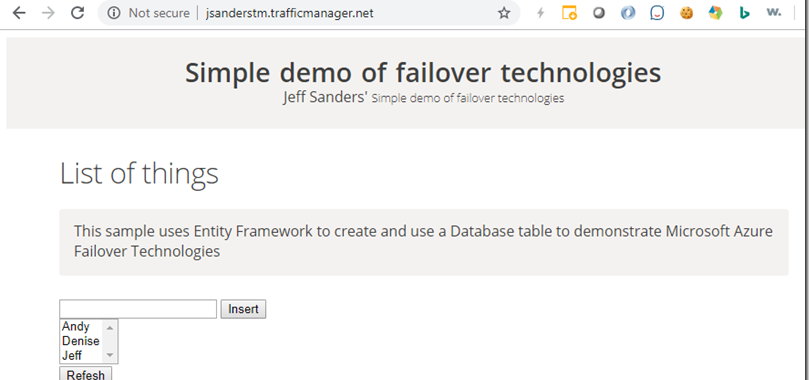 Not secure | jsanderstm.trafficmanager.net
Simple demo of failover technologies
Jeff Sanders' Simple demo of failover technologies
List of things
This sample uses Entity Framework to create and use a Database table to demonstrate Microsoft Azure
Failover Technologies
Insert
Andy
Denise
Jeff
Refesh